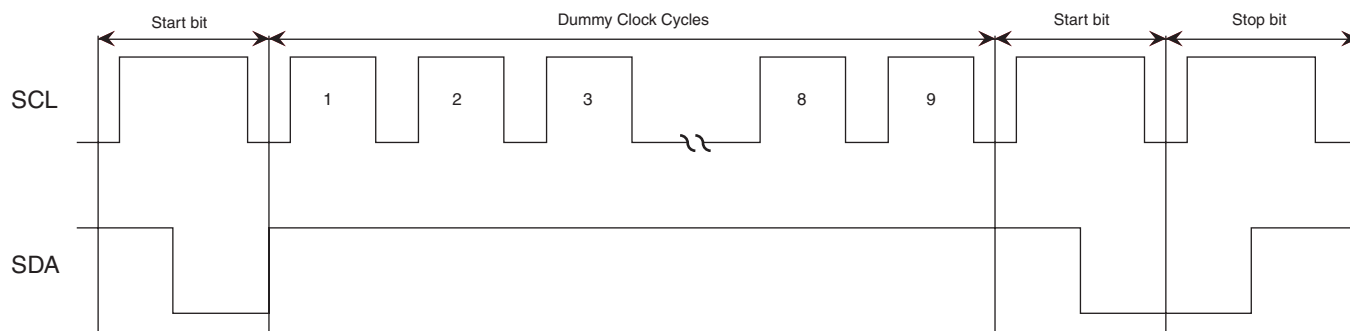 Start bit Dummy Clock Cycles Start bit Stop bit
SCL 1 2 3 8 9
SDA